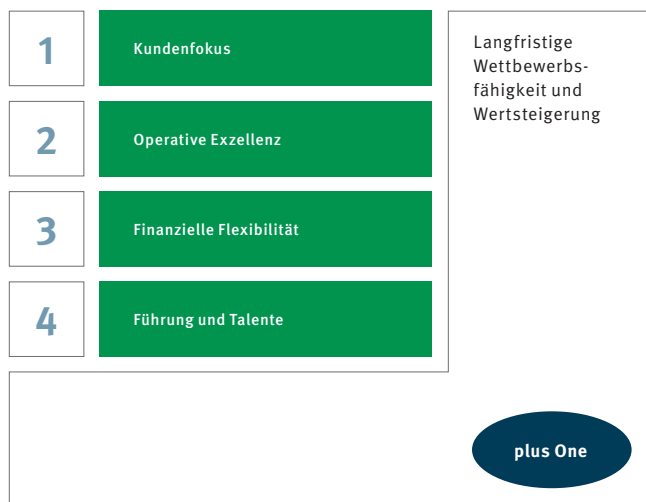 1
Kundenfokus
2
Operative Exzellenz
3
Finanzielle Flexibilität
4
Führung und Talente
Langfristige
Wettbewerbs-
fähigkeit und
Wertsteigerung
plus One